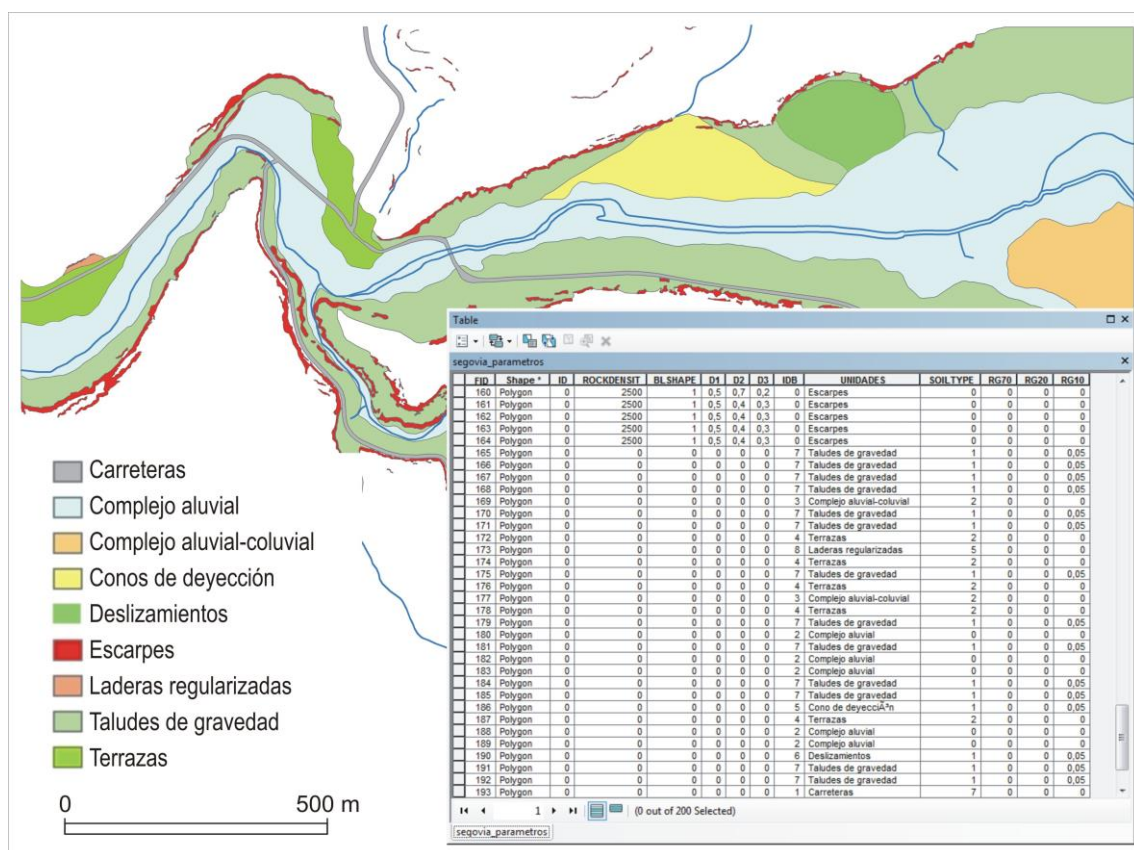 Table
segovia_parametros
FID Shape * ID ROCKDENSIT BLSHAPE D1 D2 D3 IDB UNIDADES SOILTYPE RG70 RG20 RG10
160 Polygon 0 2500 1 0,5 0,7 0,2 0 Escarpes 0 0 0 0
161 Polygon 0 2500 1 0,5 0,4 0,3 0 Escarpes 0 0 0 0
162 Polygon 0 2500 1 0,5 0,4 0,3 0 Escarpes 0 0 0 0
163 Polygon 0 2500 1 0,5 0,4 0,3 0 Escarpes 0 0 0 0
164 Polygon 0 2500 1 0,5 0,4 0,3 0 Escarpes 0 0 0 0
165 Polygon 0 0 0 0 0 0 7 Taludes de gravedad 1 0 0 0,05
166 Polygon 0 0 0 0 0 0 7 Taludes de gravedad 1 0 0 0,05
167 Polygon 0 0 0 0 0 0 7 Taludes de gravedad 1 0 0 0,05
168 Polygon 0 0 0 0 0 0 7 Taludes de gravedad 1 0 0 0,05
169 Polygon 0 0 0 0 0 0 3 Complejo aluvial-coluvial 2 0 0 0
170 Polygon 0 0 0 0 0 0 7 Taludes de gravedad 1 0 0 0,05
171 Polygon 0 0 0 0 0 0 7 Taludes de gravedad 1 0 0 0,05
172 Polygon 0 0 0 0 0 0 4 Terrazas 2 0 0 0
173 Polygon 0 0 0 0 0 0 8 Laderas regularizadas 5 0 0 0
174 Polygon 0 0 0 0 0 0 4 Terrazas 2 0 0 0
175 Polygon 0 0 0 0 0 0 7 Taludes de gravedad 1 0 0 0,05
176 Polygon 0 0 0 0 0 0 4 Terrazas 2 0 0 0
177 Polygon 0 0 0 0 0 0 3 Complejo aluvial-coluvial 2 0 0 0
178 Polygon 0 0 0 0 0 0 4 Terrazas 2 0 0 0
179 Polygon 0 0 0 0 0 0 7 Taludes de gravedad 1 0 0 0,05
180 Polygon 0 0 0 0 0 0 2 Complejo aluvial 0 0 0 0
181 Polygon 0 0 0 0 0 0 7 Taludes de gravedad 1 0 0 0,05
182 Polygon 0 0 0 0 0 0 2 Complejo aluvial 0 0 0 0
183 Polygon 0 0 0 0 0 0 2 Complejo aluvial 0 0 0 0
184 Polygon 0 0 0 0 0 0 7 Taludes de gravedad 1 0 0 0,05
185 Polygon 0 0 0 0 0 0 7 Taludes de gravedad 1 0 0 0,05
186 Polygon 0 0 0 0 0 0 5 Cono de deyecciÃ³n 1 0 0 0,05
187 Polygon 0 0 0 0 0 0 4 Terrazas 2 0 0 0
188 Polygon 0 0 0 0 0 0 2 Complejo aluvial 0 0 0 0
189 Polygon 0 0 0 0 0 0 2 Complejo aluvial 0 0 0 0
190 Polygon 0 0 0 0 0 0 6 Deslizamientos 1 0 0 0,05
191 Polygon 0 0 0 0 0 0 7 Taludes de gravedad 1 0 0 0,05
192 Polygon 0 0 0 0 0 0 7 Taludes de gravedad 1 0 0 0,05
193 Polygon 0 0 0 0 0 0 1 Carreteras 7 0 0 0
1 (0 out of 200 Selected)
segovia_parametros
Carreteras
Complejo aluvial
Complejo aluvial-coluvial
Conos de deyección
Deslizamientos
Escarpes
Laderas regularizadas
Taludes de gravedad
Terrazas
0 500 m